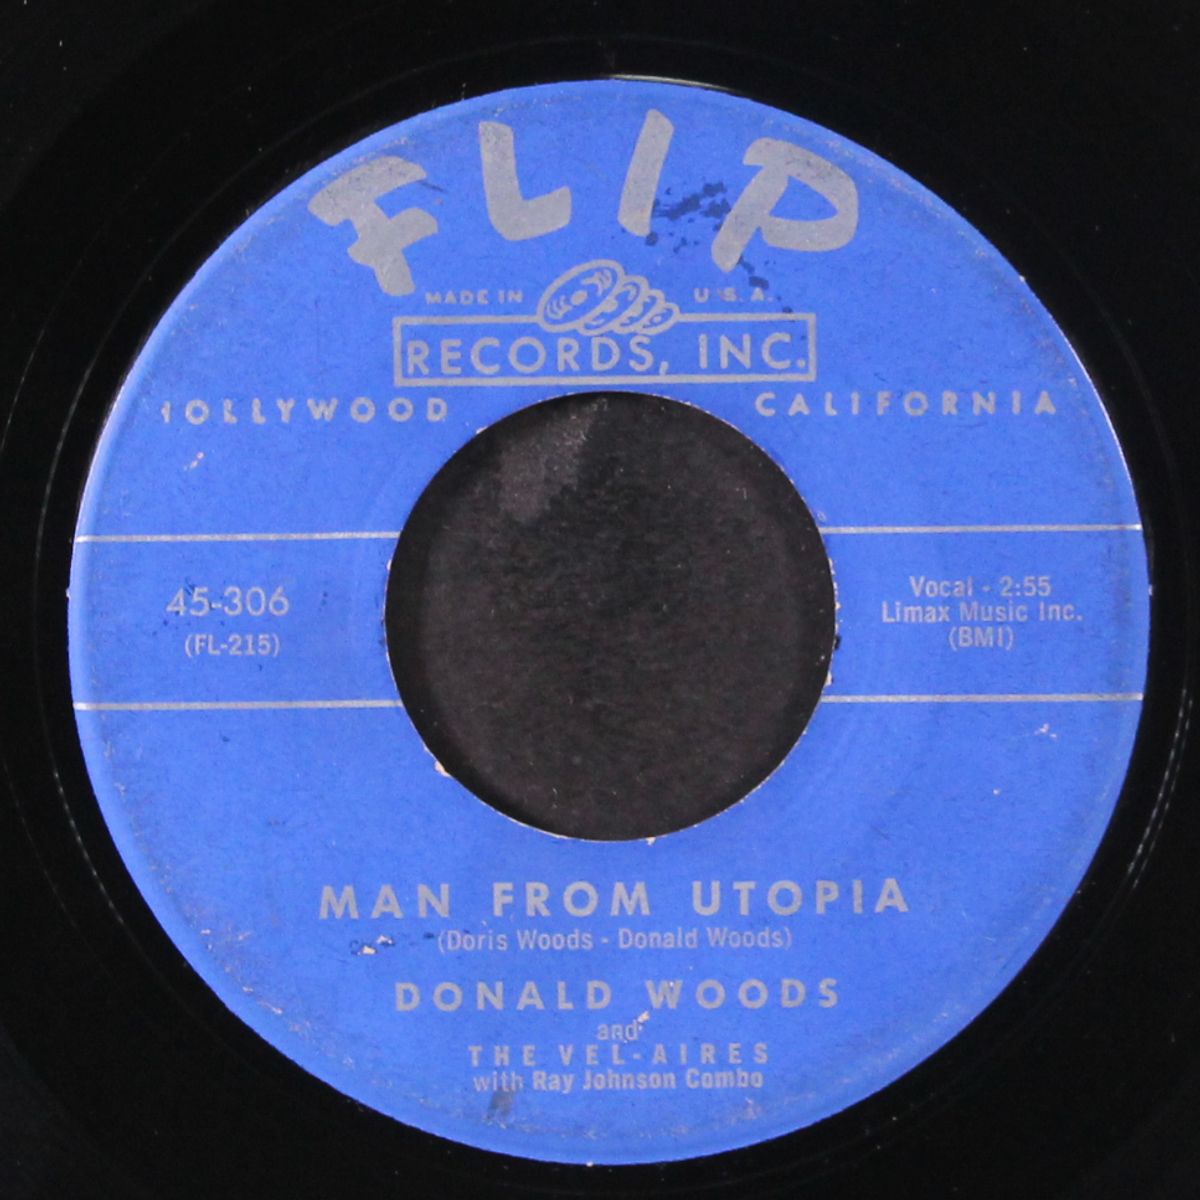 FLIP
MADE IN U.S.A.
RECORDS, INC.
HOLLYWOOD CALIFORNIA
45-306
(FL-215)
Vocal - 2:55
Limax Music Inc.
(BMI)
MAN FROM UTOPIA
(Doris Woods - Donald Woods)
DONALD WOODS
and
THE VEL-AIRES
with Ray Johnson Combo